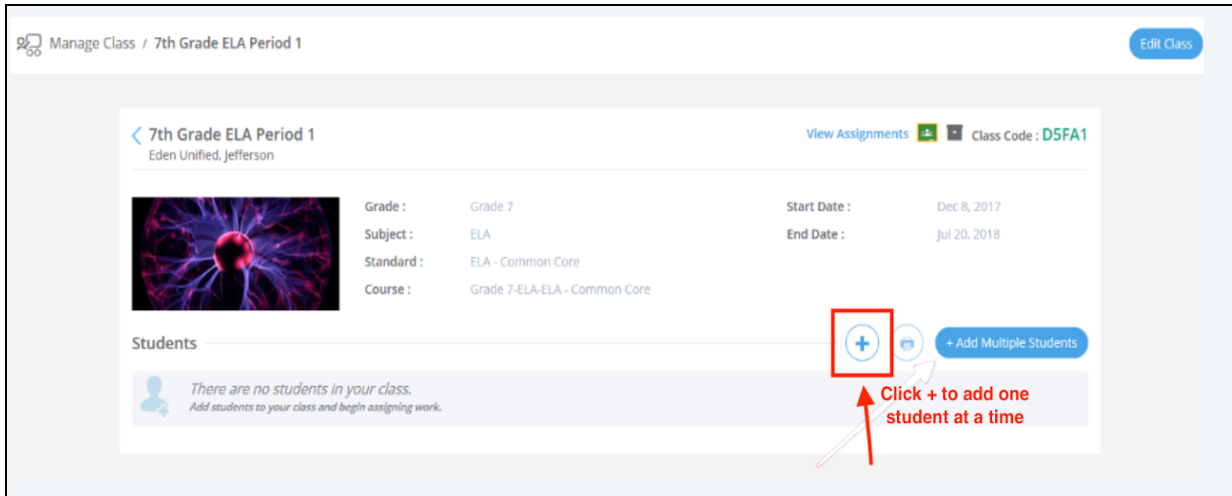 Manage Class / 7th Grade ELA Period 1
Edit Class
7th Grade ELA Period 1
Eden Unified, Jefferson
View Assignments
Class Code : D5FA1
Grade : Grade 7
Start Date : Dec 8, 2017
Subject : ELA
End Date : Jul 20, 2018
Standard : ELA - Common Core
Course : Grade 7-ELA-ELA - Common Core
Students
+
+ Add Multiple Students
There are no students in your class.
Add students to your class and begin assigning work.
Click + to add one
student at a time